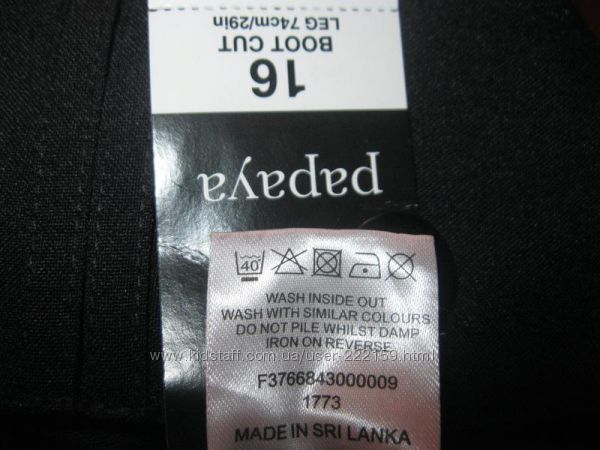 16
BOOT CUT
LEG 74cm/29in
papaya
40
WASH INSIDE OUT
WASH WITH SIMILAR COLOURS
DO NOT PILE WHILST DAMP
IRON ON REVERSE
www.kidstaff.com.ua/user-222159.html
F3766843000009
1773
MADE IN SRI LANKA